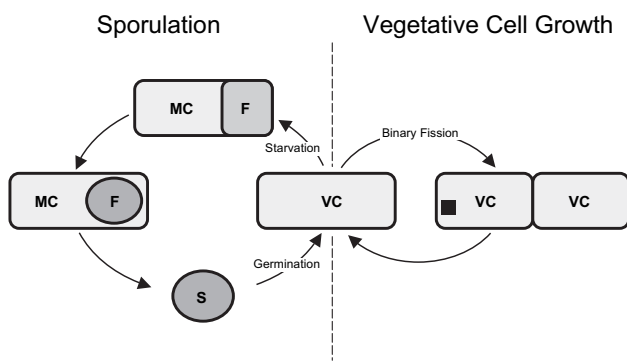 Sporulation
Vegetative Cell Growth
MC
F
Starvation
Binary Fission
MC
F
VC
VC
VC
Germination
S